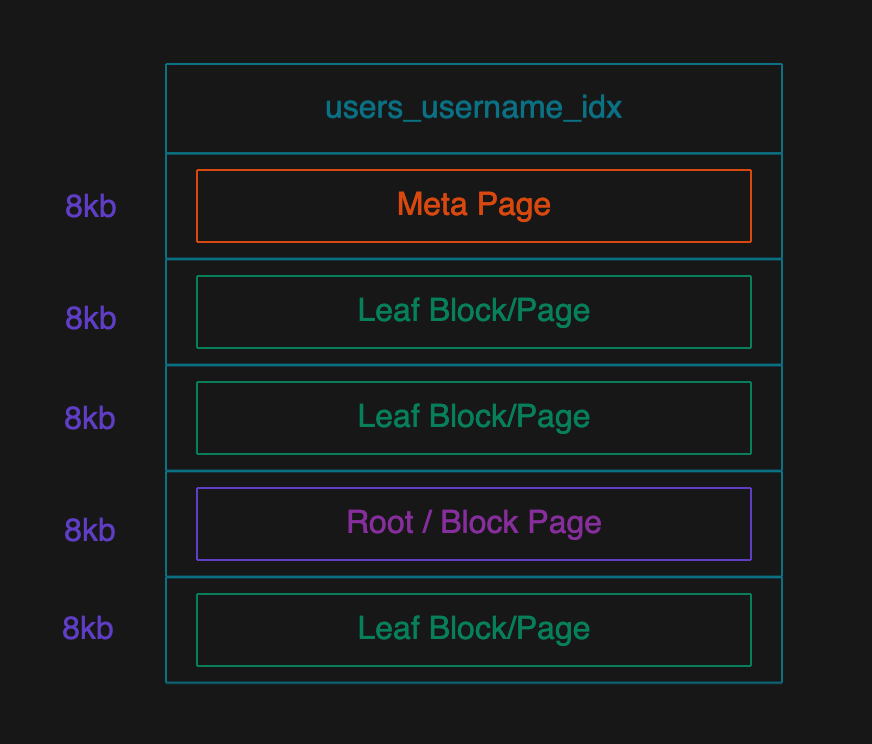 users_username_idx
8kb
Meta Page
8kb
Leaf Block/Page
8kb
Leaf Block/Page
8kb
Root / Block Page
8kb
Leaf Block/Page